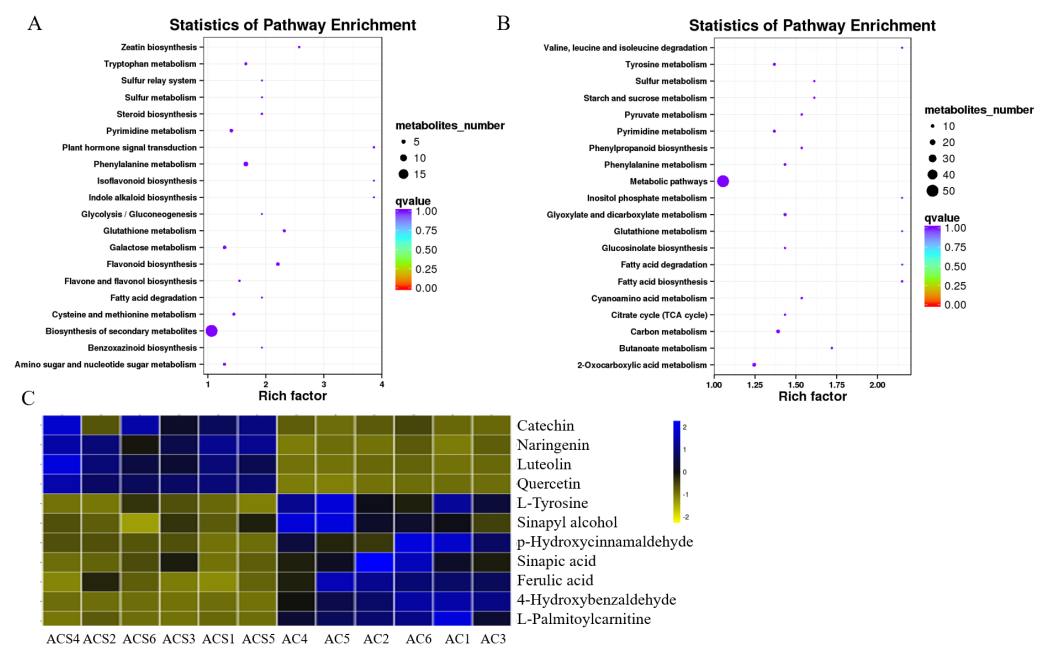 A
Statistics of Pathway Enrichment
Zeatin biosynthesis
Tryptophan metabolism
Sulfur relay system
Sulfur metabolism
Steroid biosynthesis
Pyrimidine metabolism
Plant hormone signal transduction
Phenylalanine metabolism
Isoflavonoid biosynthesis
Indole alkaloid biosynthesis
Glycolysis / Gluconeogenesis
Glutathione metabolism
Galactose metabolism
Flavonoid biosynthesis
Flavone and flavonol biosynthesis
Fatty acid degradation
Cysteine and methionine metabolism
Biosynthesis of secondary metabolites
Benzoxazinoid biosynthesis
Amino sugar and nucleotide sugar metabolism
1 2 3 4
Rich factor
metabolites_number
5
10
15
qvalue
1.00
0.75
0.50
0.25
0.00
B
Statistics of Pathway Enrichment
Valine, leucine and isoleucine degradation
Tyrosine metabolism
Sulfur metabolism
Starch and sucrose metabolism
Pyruvate metabolism
Pyrimidine metabolism
Phenylpropanoid biosynthesis
Phenylalanine metabolism
Metabolic pathways
Inositol phosphate metabolism
Glyoxylate and dicarboxylate metabolism
Glutathione metabolism
Glucosinolate biosynthesis
Fatty acid degradation
Fatty acid biosynthesis
Cyanoamino acid metabolism
Citrate cycle (TCA cycle)
Carbon metabolism
Butanoate metabolism
2-Oxocarboxylic acid metabolism
1.00 1.25 1.50 1.75 2.00
Rich factor
metabolites_number
10
20
30
40
50
qvalue
1.00
0.75
0.50
0.25
0.00
C
Catechin
Naringenin
Luteolin
Quercetin
L-Tyrosine
Sinapyl alcohol
p-Hydroxycinnamaldehyde
Sinapic acid
Ferulic acid
4-Hydroxybenzaldehyde
L-Palmitoylcarnitine
ACS4 ACS2 ACS6 ACS3 ACS1 ACS5 AC4 AC5 AC2 AC6 AC1 AC3
2
1
0
-1
-2